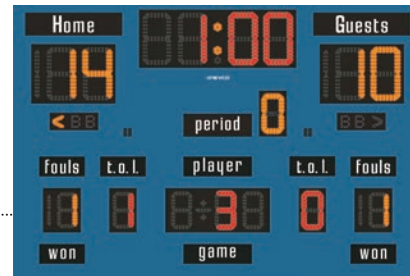 Home 1:00 Guests
14 10
< period 0 >
fouls t.o.l. player t.o.l. fouls
1 1 3 0 1
won game won